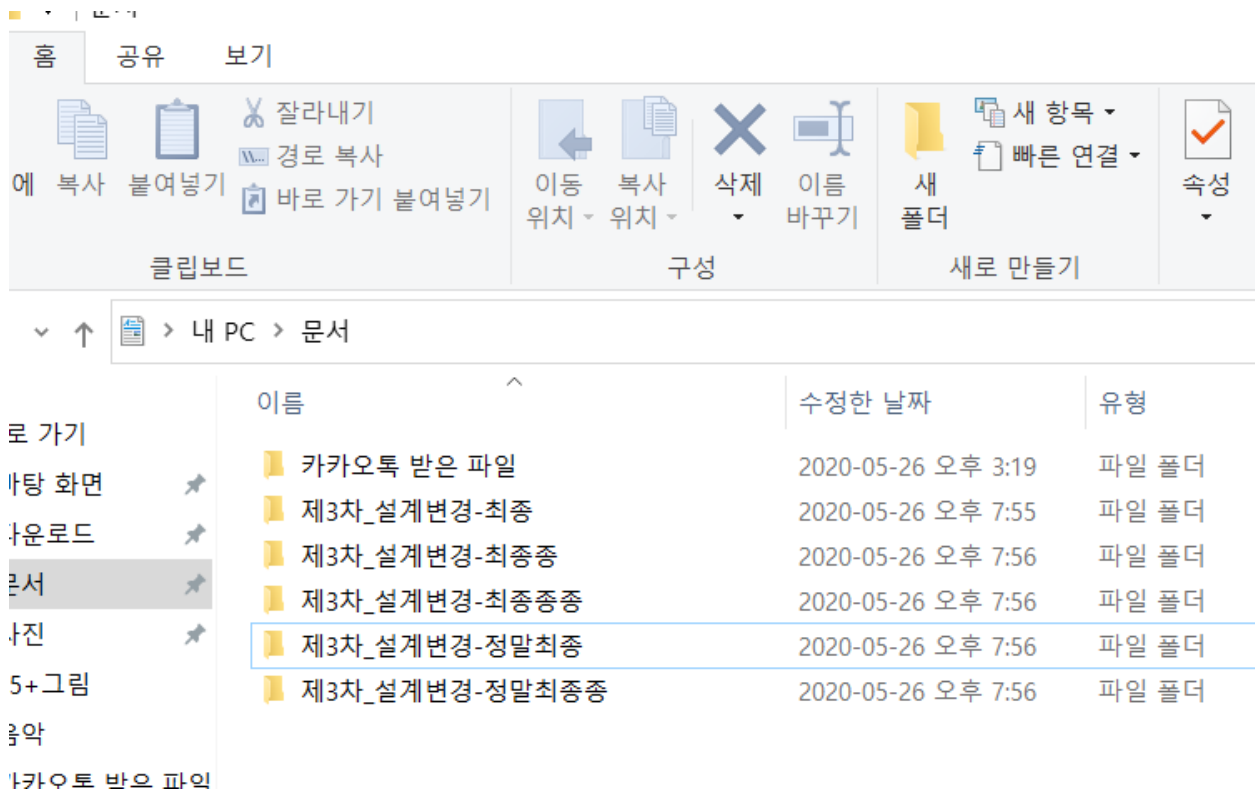 홈 공유 보기
잘라내기
경로 복사
바로 가기 붙여넣기
에 복사 붙여넣기
이동 위치
복사 위치
삭제
이름 바꾸기
새 폴더
새 항목
빠른 연결
속성
클립보드 구성 새로 만들기
내 PC > 문서
이름 수정한 날짜 유형
카카오톡 받은 파일 2020-05-26 오후 3:19 파일 폴더
제3차_설계변경-최종 2020-05-26 오후 7:55 파일 폴더
제3차_설계변경-최종종 2020-05-26 오후 7:56 파일 폴더
제3차_설계변경-최종종종 2020-05-26 오후 7:56 파일 폴더
제3차_설계변경-정말최종 2020-05-26 오후 7:56 파일 폴더
제3차_설계변경-정말최종종 2020-05-26 오후 7:56 파일 폴더
로 가기
화면
운로드
서
진
5+그림
악
받은 파일